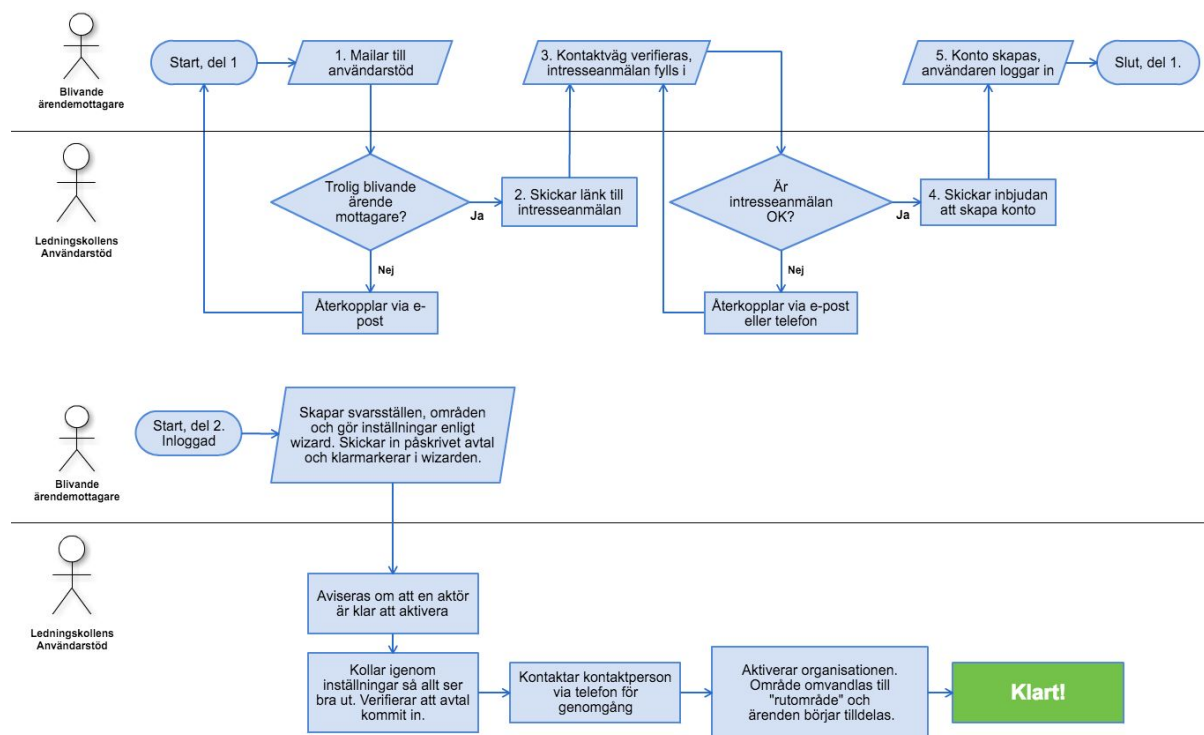 Blivande
ärendemottagare
Start, del 1
1. Mailar till
användarstöd
3. Kontaktväg verifieras,
intresseanmälan fylls i
5. Konto skapas,
användaren loggar in
Slut, del 1.
Ledningskollens
Användarstöd
Trolig blivande
ärende
mottagare?
Ja
2. Skickar länk till
intresseanmälan
Är
intresseanmälan
OK?
Ja
4. Skickar inbjudan
att skapa konto
Nej
Återkopplar via e-
post
Nej
Återkopplar via e-post
eller telefon
Blivande
ärendemottagare
Start, del 2.
Inloggad
Skapar svarsställen, områden
och gör inställningar enligt
wizard. Skickar in påskrivet avtal
och klarmarkerar i wizarden.
Ledningskollens
Användarstöd
Aviseras om att en aktör
är klar att aktivera
Kollar igenom
inställningar så allt ser
bra ut. Verifierar att avtal
kommit in.
Kontaktar kontaktperson
via telefon för
genomgång
Aktiverar organisationen.
Område omvandlas till
"rutområde" och
ärenden börjar tilldelas.
Klart!